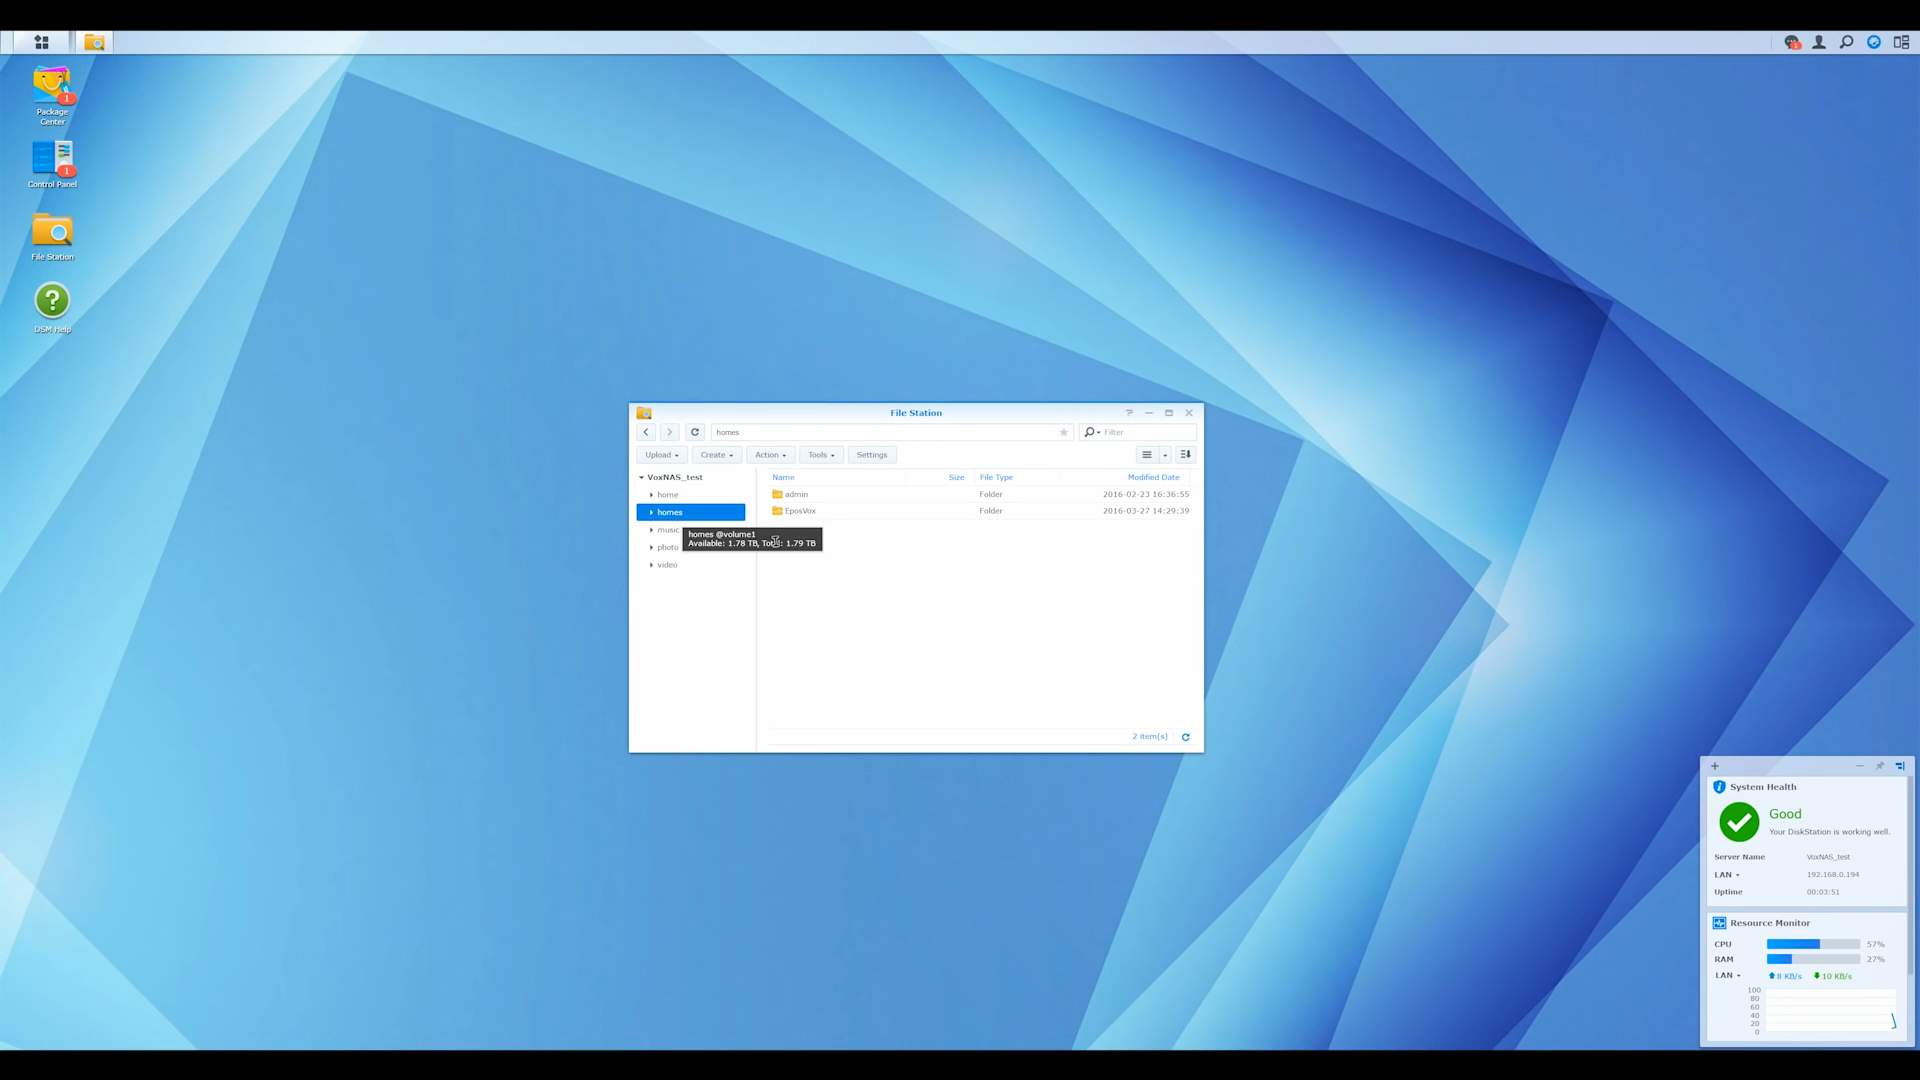 1
Package
Center
1
Control Panel
1
File Station
DSM Help
File Station
homes
Filter
Upload
Create
Action
Tools
Settings
VoxNAS_test
home
homes
music
photo
video
Name
Size
File Type
Modified Date
admin
Folder
2016-02-23 16:36:55
EposVox
Folder
2016-03-27 14:29:39
homes @volume1
Available: 1.78 TB, : 1.79 TB
2 item(s)
System Health
Good
Your DiskStation is working well.
Server Name VoxNAS_test
LAN 192.168.0.194
Uptime 00:03:51
Resource Monitor
CPU 57%
RAM 27%
LAN 8 KB/s 10 KB/s
100
80
60
40
20
0